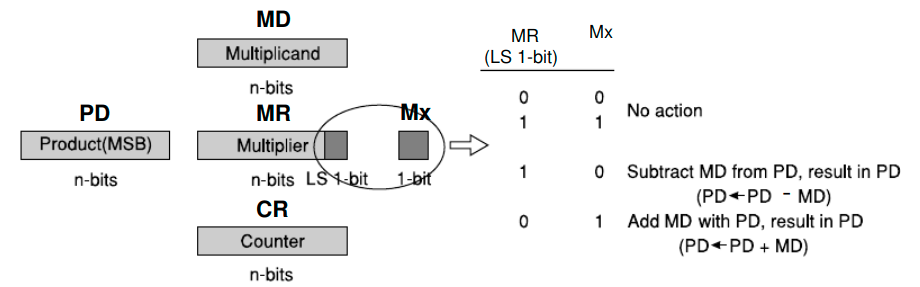 MD
Multiplicand
n-bits
PD
Product(MSB)
n-bits
MR
Multiplier
n-bits
LS 1-bit
Mx
1-bit
CR
Counter
n-bits
MR
(LS 1-bit)
Mx
0 0
1 1
No action
1 0 Subtract MD from PD, result in PD
(PD←PD - MD)
0 1 Add MD with PD, result in PD
(PD←PD + MD)